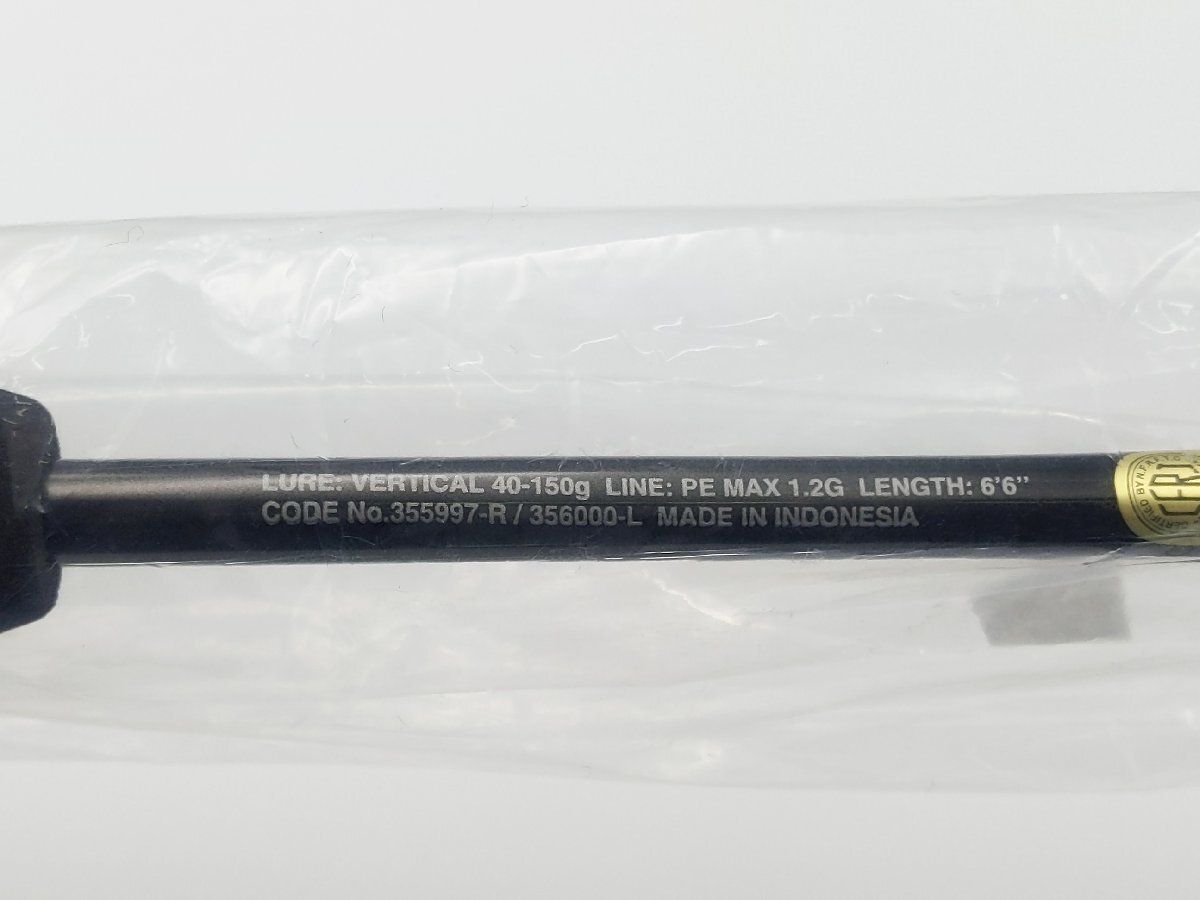 LURE: VERTICAL 40-150g LINE: PE MAX 1.2G LENGTH: 6'6"
CODE No.355997-R / 356000-L MADE IN INDONESIA